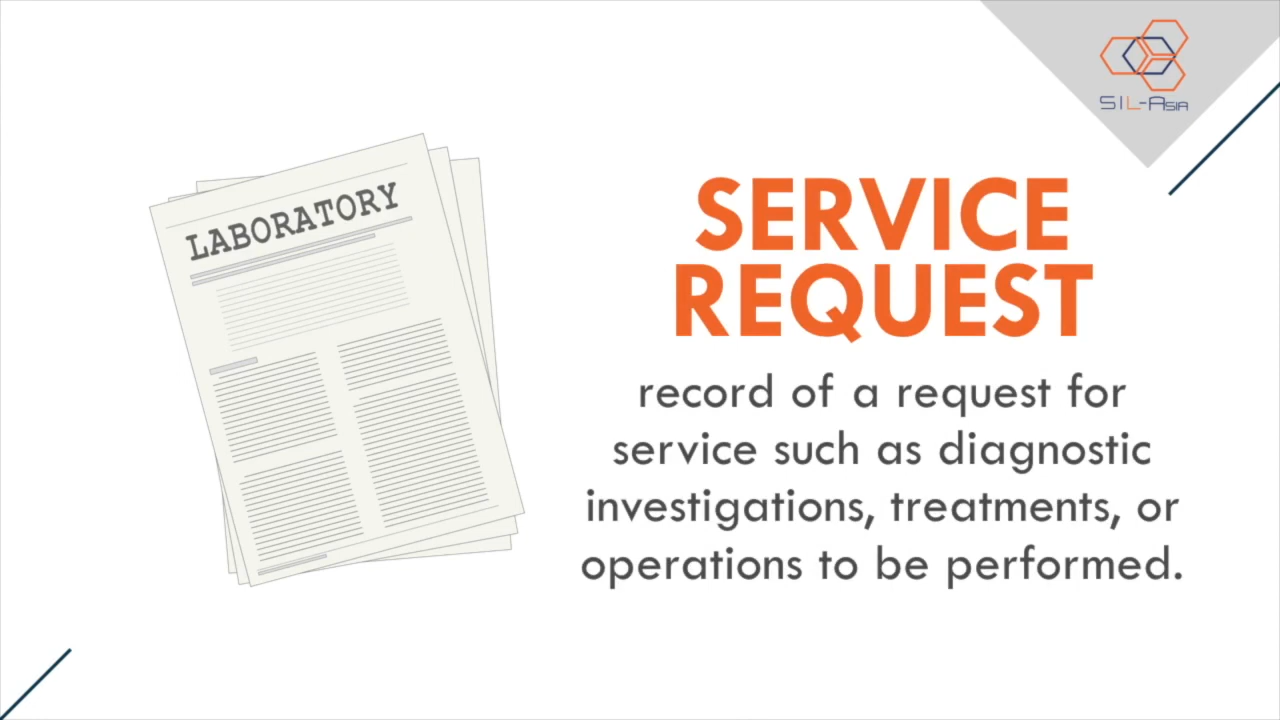 SIL-Asia
LABORATORY
SERVICE
REQUEST
record of a request for
service such as diagnostic
investigations, treatments, or
operations to be performed.